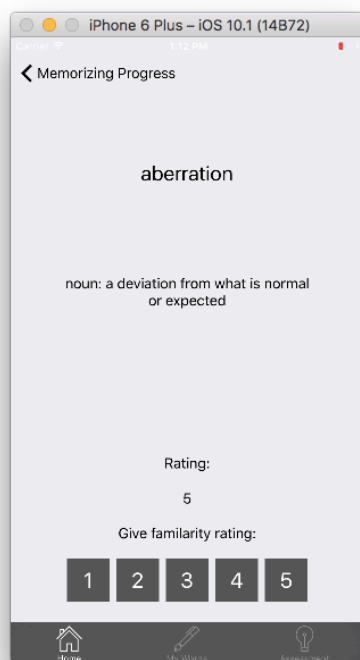 iPhone 6 Plus – iOS 10.1 (14B72)
Carrier
1:12 PM
Memorizing Progress
aberration
noun: a deviation from what is normal
or expected
Rating:
5
Give familarity rating:
1 2 3 4 5
Home My Words Assessment